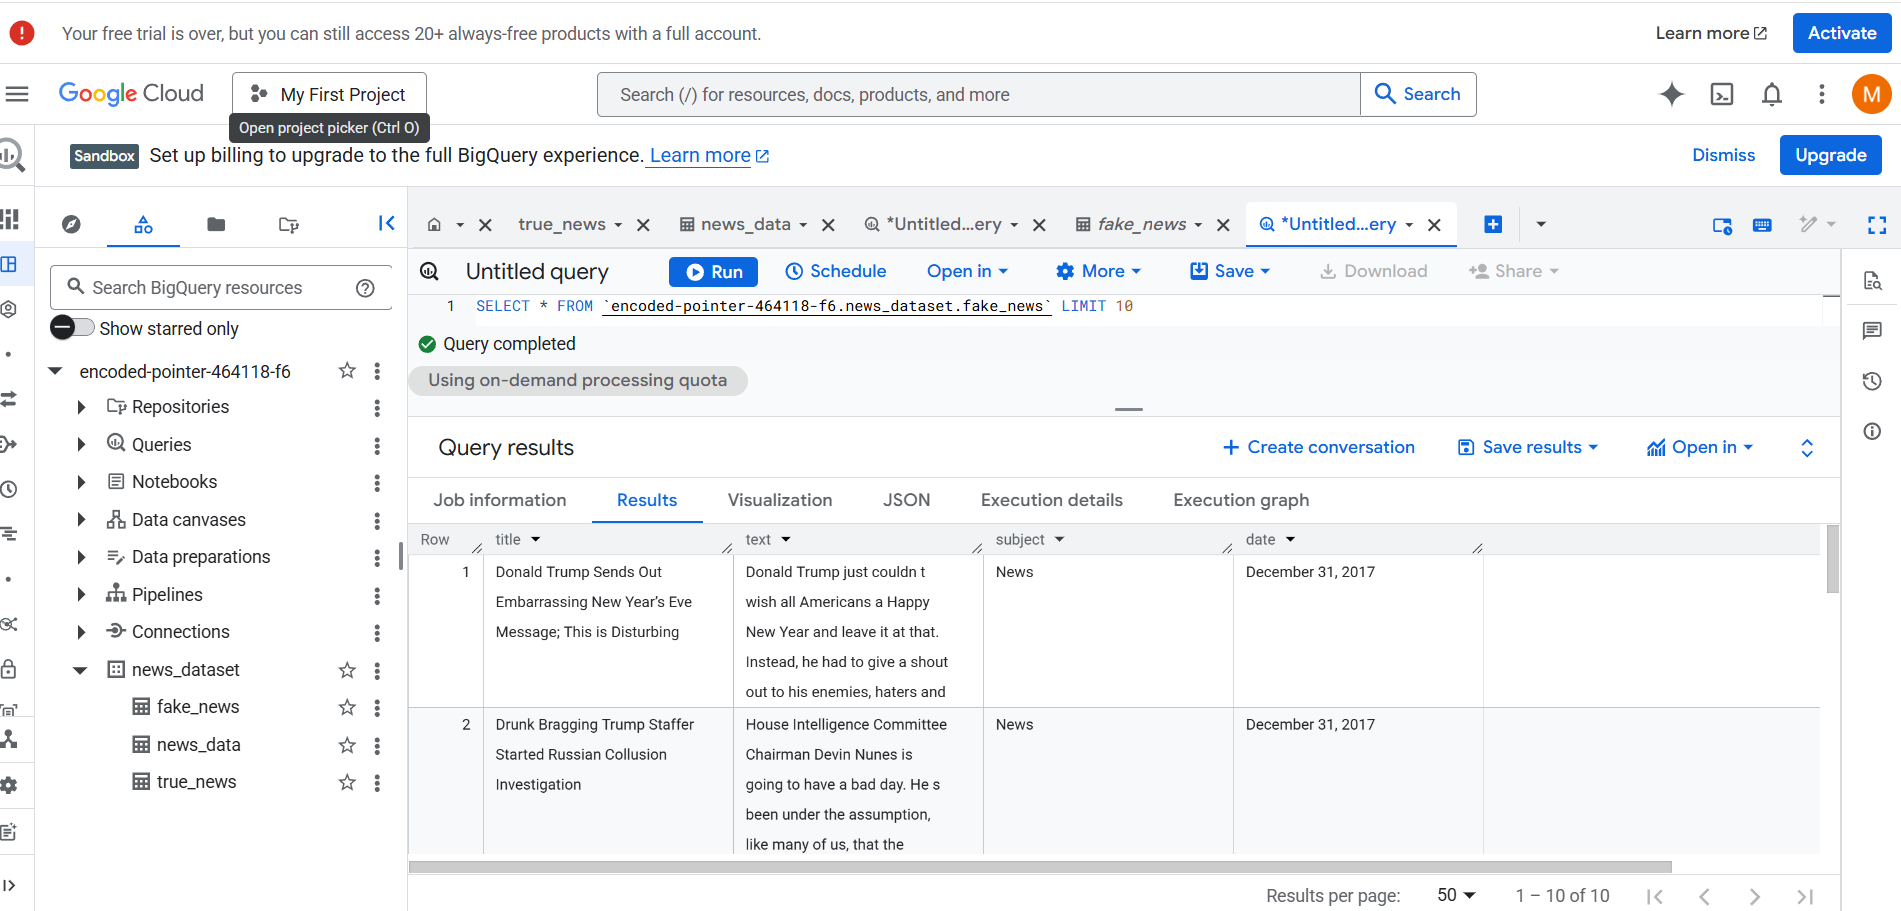 Your free trial is over, but you can still access 20+ always-free products with a full account.
Learn more
Activate
Google Cloud
My First Project
Search (/) for resources, docs, products, and more
Search
M
Open project picker (Ctrl O)
Sandbox
Set up billing to upgrade to the full BigQuery experience. Learn more
Dismiss
Upgrade
true_news
news_data
*Untitled...ery
fake_news
*Untitled...ery
Search BigQuery resources
Show starred only
encoded-pointer-464118-f6
Repositories
Queries
Notebooks
Data canvases
Data preparations
Pipelines
Connections
news_dataset
fake_news
news_data
true_news
Untitled query
Run
Schedule
Open in
More
Save
Download
Share
1 SELECT * FROM `encoded-pointer-464118-f6.news_dataset.fake_news` LIMIT 10
Query completed
Using on-demand processing quota
Query results
Create conversation
Save results
Open in
Job information
Results
Visualization
JSON
Execution details
Execution graph
Row title text subject date
1
Donald Trump Sends Out
Embarrassing New Year’s Eve
Message; This is Disturbing
Donald Trump just couldn t
wish all Americans a Happy
New Year and leave it at that.
Instead, he had to give a shout
out to his enemies, haters and
News
December 31, 2017
2
Drunk Bragging Trump Staffer
Started Russian Collusion
Investigation
House Intelligence Committee
Chairman Devin Nunes is
going to have a bad day. He s
been under the assumption,
like many of us, that the
News
December 31, 2017
Results per page: 50 1 – 10 of 10